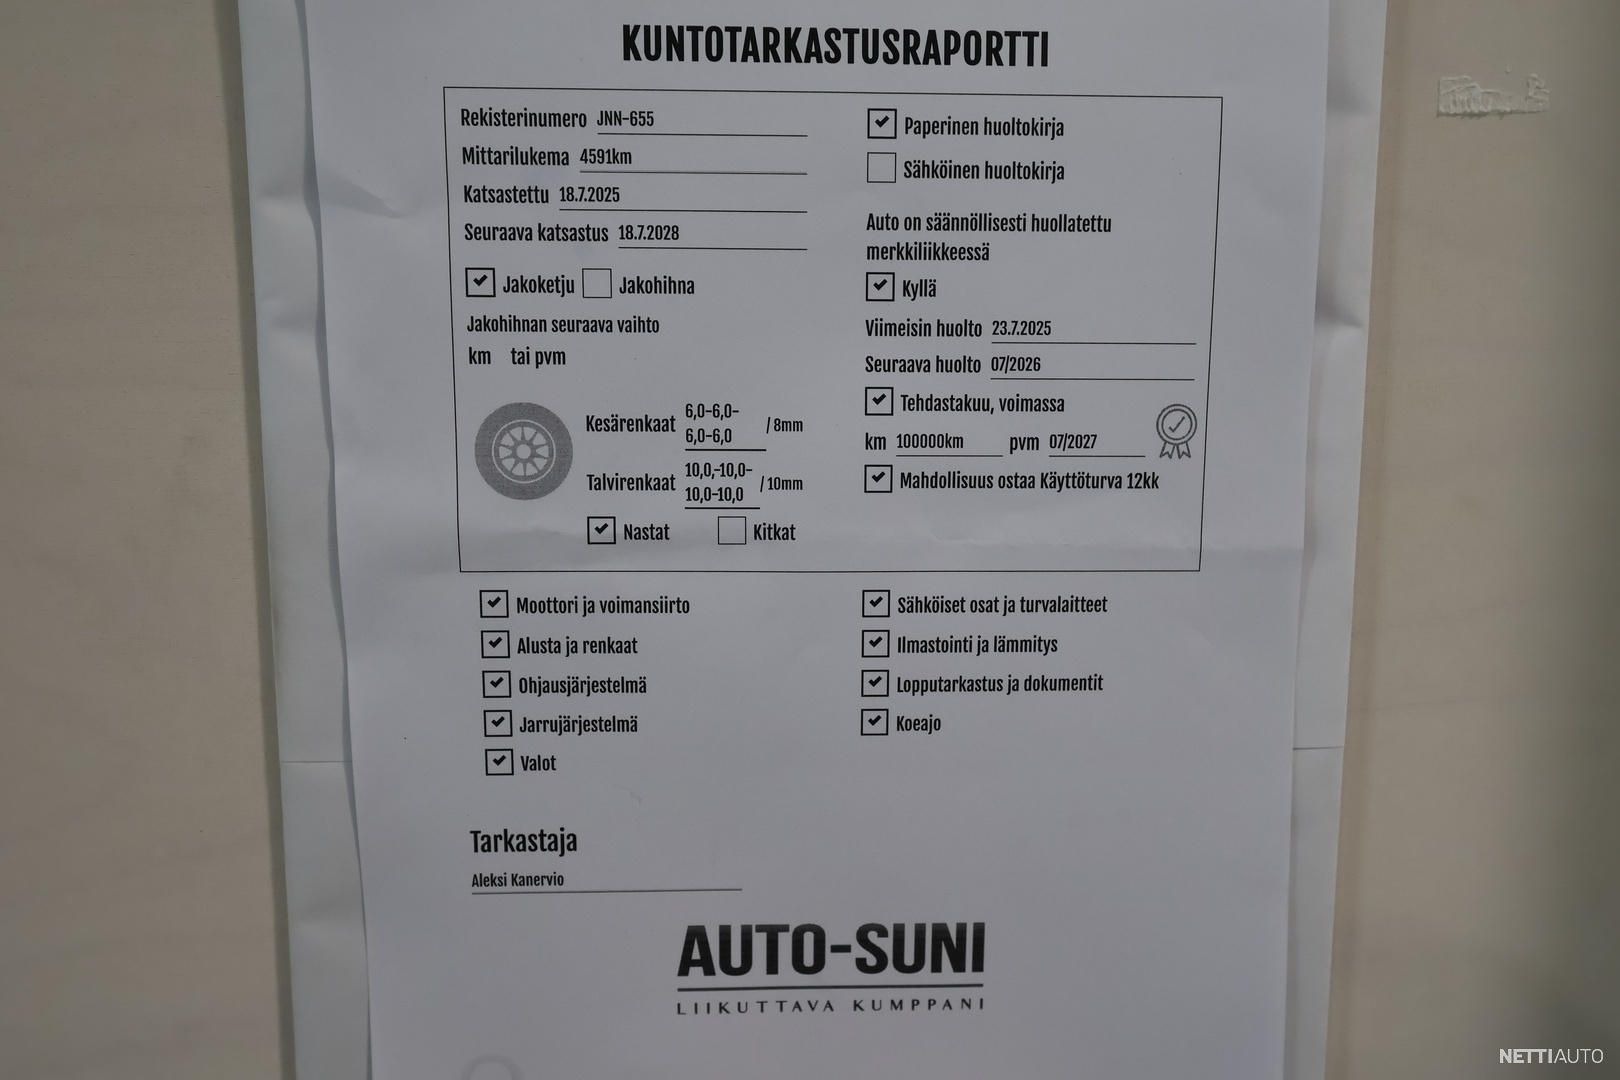 KUNTOTARKASTUSRAPORTTI
Rekisterinumero JNN-655
Mittarilukema 4591km
Katsastettu 18.7.2025
Seuraava katsastus 18.7.2028
Jakoketju Jakohihna
Jakohihnan seuraava vaihto
km tai pvm
Kesärenkaat 6,0-6,0-
6,0-6,0 / 8mm
Talvirenkaat 10,0,-10,0-
10,0-10,0 / 10mm
Nastat Kitkat
Paperinen huoltokirja
Sähköinen huoltokirja
Auto on säännöllisesti huollatettu
merkkiliikkeessä
Kyllä
Viimeisin huolto 23.7.2025
Seuraava huolto 07/2026
Tehdastakuu, voimassa
km 100000km pvm 07/2027
Mahdollisuus ostaa Käyttöturva 12kk
Moottori ja voimansiirto
Alusta ja renkaat
Ohjausjärjestelmä
Jarrujärjestelmä
Valot
Sähköiset osat ja turvalaitteet
Ilmastointi ja lämmitys
Lopputarkastus ja dokumentit
Koeajo
Tarkastaja
Aleksi Kanervio
AUTO-SUNI
LIIKUTTAVA KUMPPANI
NETTIAUTO